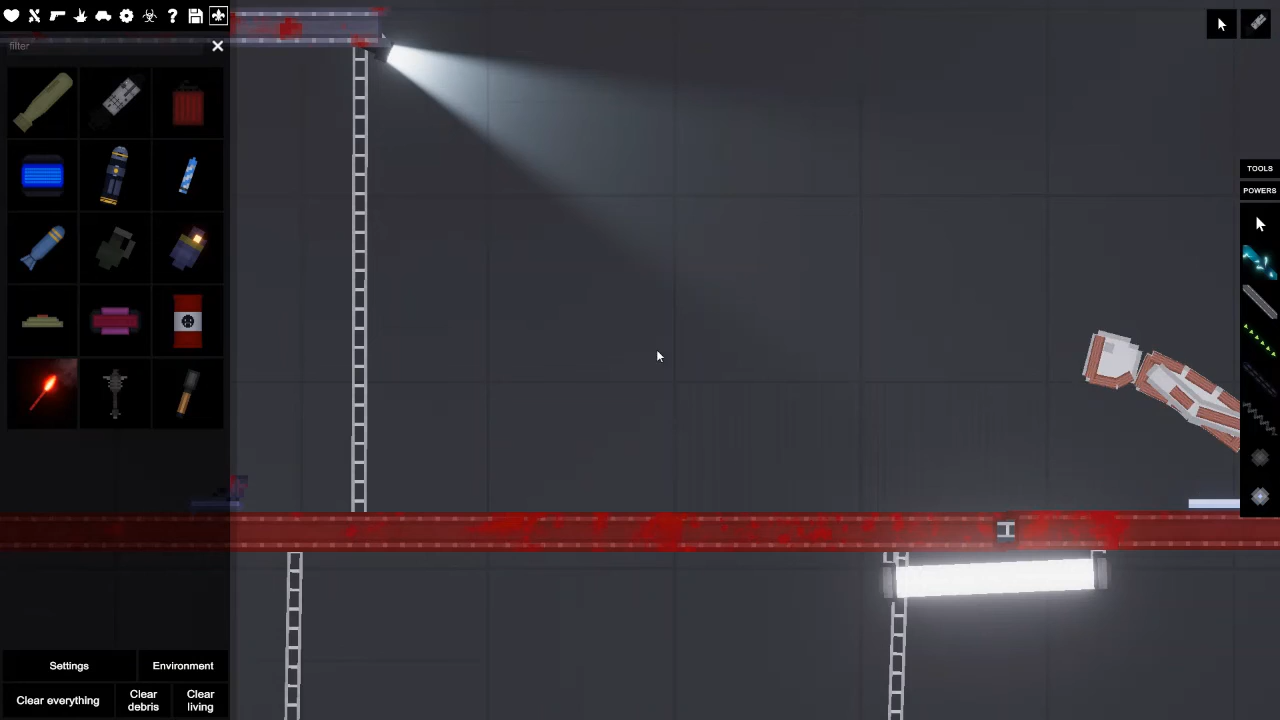 filter
TOOLS
POWERS
Settings
Environment
Clear everything
Clear
debris
Clear
living